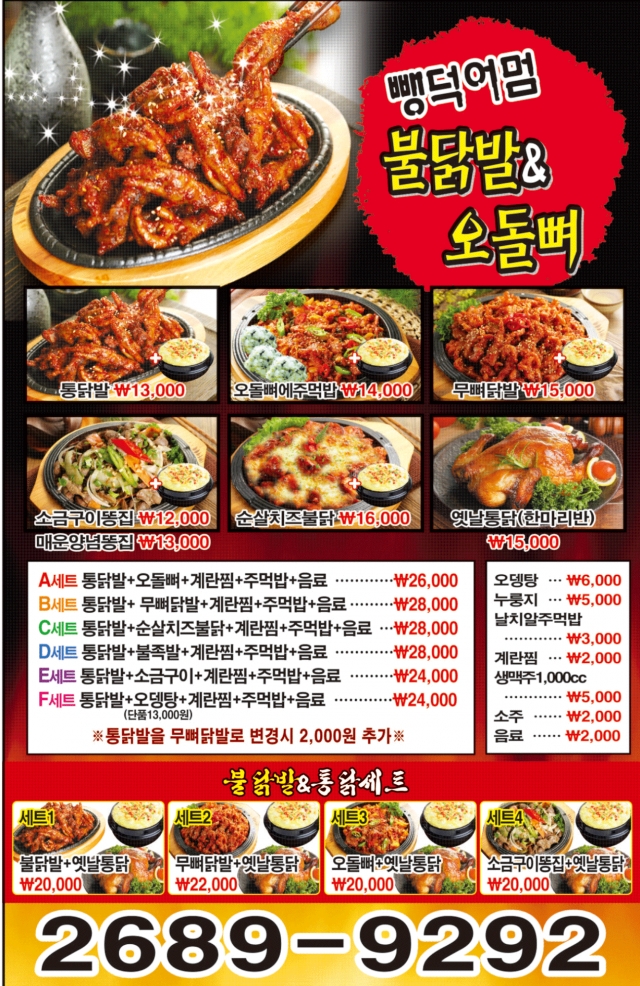 뺑덕어멈
불닭발&
오돌뼈
통닭발 ₩13,000
오돌뼈에주먹밥 ₩14,000
무뼈닭발 ₩15,000
소금구이똥집 ₩12,000
매운양념똥집 ₩13,000
순살치즈불닭 ₩16,000
옛날통닭(한마리반)
₩15,000
A세트 통닭발+오돌뼈+계란찜+주먹밥+음료 ············₩26,000
B세트 통닭발+ 무뼈닭발+계란찜+주먹밥+음료 ·········₩28,000
C세트 통닭발+순살치즈불닭+계란찜+주먹밥+음료 ···₩28,000
D세트 통닭발+불족발+계란찜+주먹밥+음료 ············₩28,000
E세트 통닭발+소금구이+계란찜+주먹밥+음료 ·········₩24,000
F세트 통닭발+오뎅탕+계란찜+주먹밥+음료 ············₩24,000
(단품13,000원)
※통닭발을 무뼈닭발로 변경시 2,000원 추가※
오뎅탕 ··· ₩6,000
누룽지 ··· ₩5,000
날치알주먹밥
············ ₩3,000
계란찜 ··· ₩2,000
생맥주1,000cc
············ ₩5,000
소주 ······ ₩2,000
음료 ······ ₩2,000
불닭발&통닭세트
세트1
불닭발+옛날통닭
₩20,000
세트2
무뼈닭발+옛날통닭
₩22,000
세트3
오돌뼈+옛날통닭
₩20,000
세트4
소금구이똥집+옛날통닭
₩20,000
2689-9292